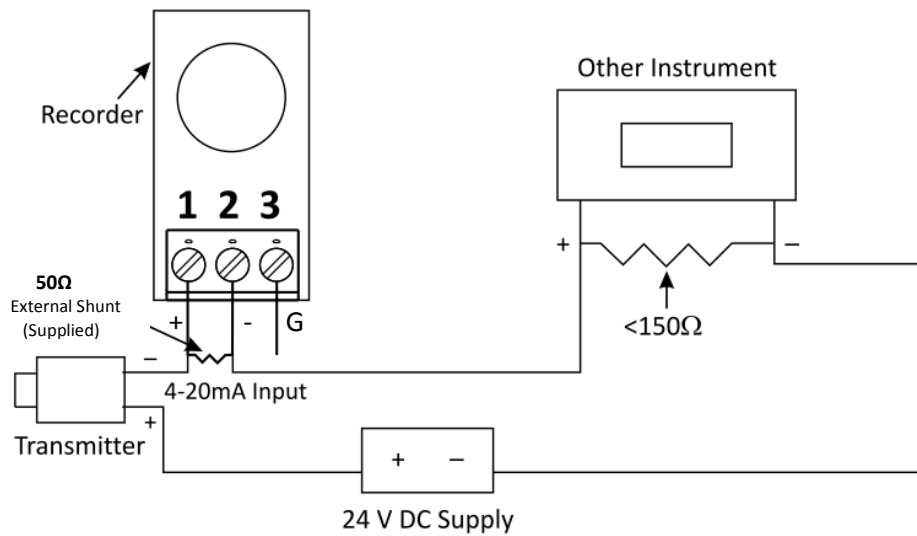 Other Instrument
Recorder
1 2 3
+ −
50Ω
External Shunt
(Supplied)
+ - G
<150Ω
−
4-20mA Input
+
Transmitter
+ −
24 V DC Supply